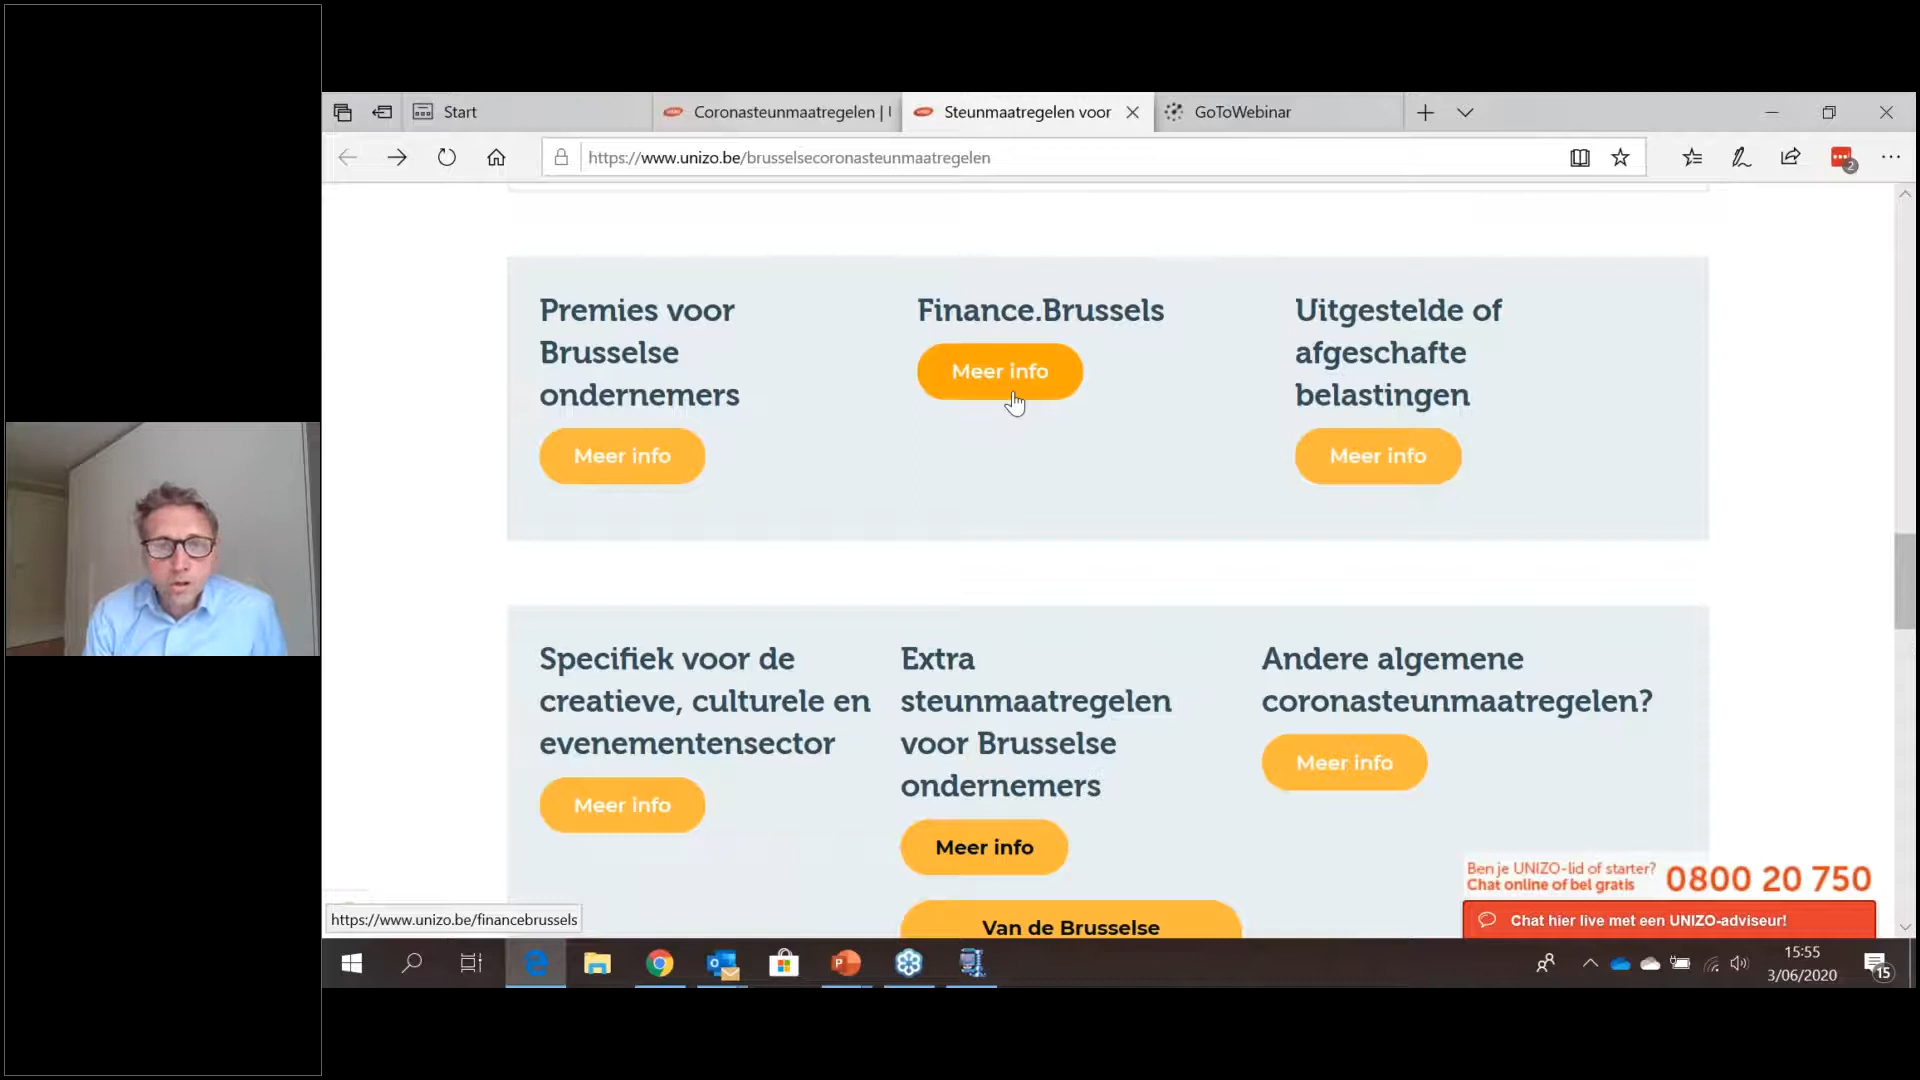 Start
Coronasteunmaatregelen |
Steunmaatregelen voor
GoToWebinar
https://www.unizo.be/brusselsecoronasteunmaatregelen
2
Premies voor
Brusselse
ondernemers
Meer info
Finance.Brussels
Meer info
Uitgestelde of
afgeschafte
belastingen
Meer info
Specifiek voor de
creatieve, culturele en
evenementensector
Meer info
Extra
steunmaatregelen
voor Brusselse
ondernemers
Meer info
Van de Brusselse
Andere algemene
coronasteunmaatregelen?
Meer info
Ben je UNIZO-lid of starter?
Chat online of bel gratis
0800 20 750
Chat hier live met een UNIZO-adviseur!
https://www.unizo.be/financebrussels
15:55
3/06/2020
15